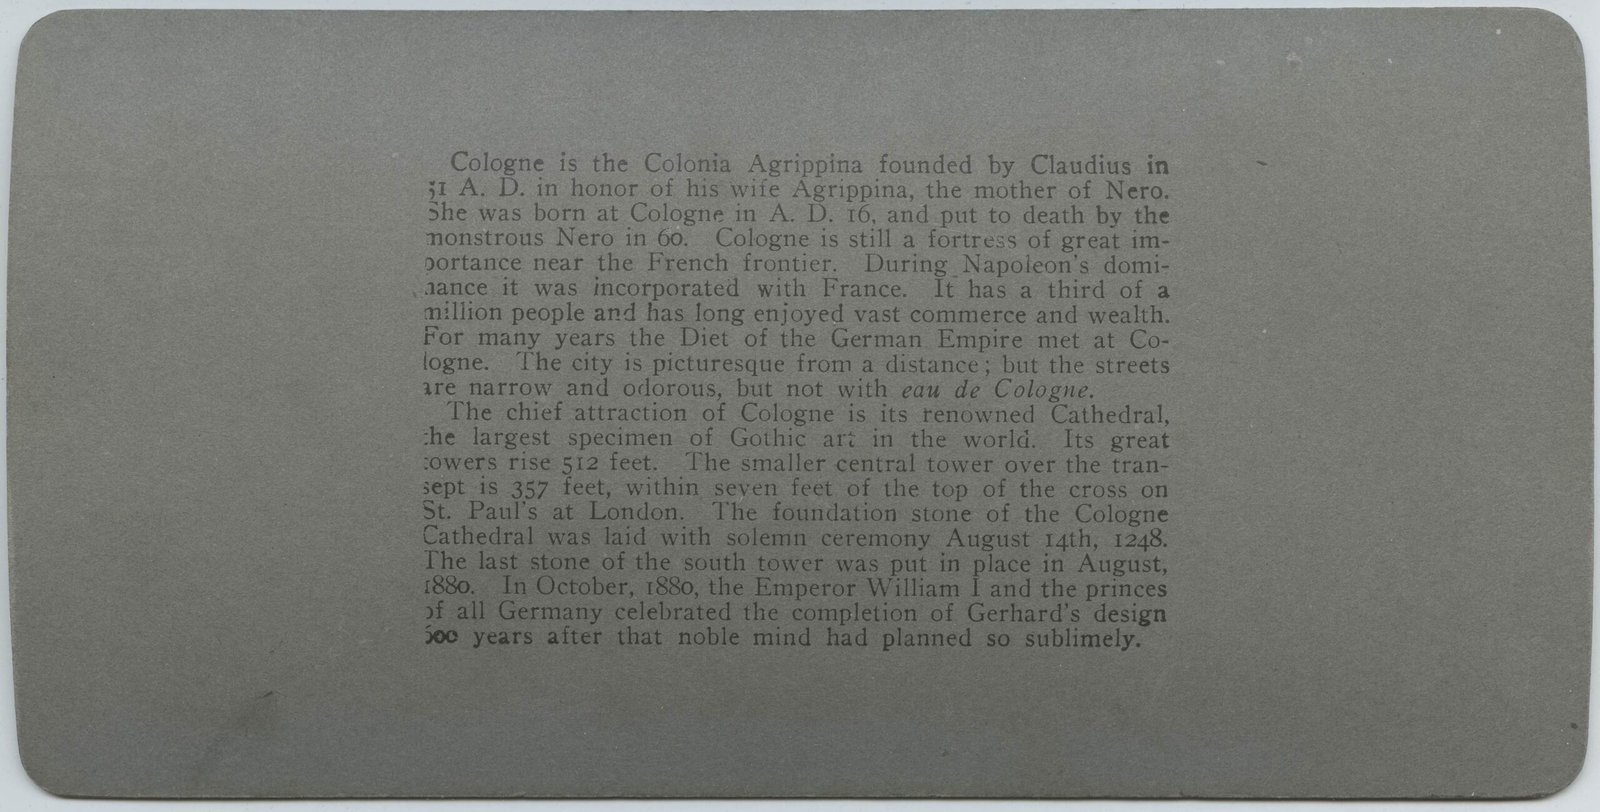 Cologne is the Colonia Agrippina founded by Claudius in
51 A. D. in honor of his wife Agrippina, the mother of Nero.
She was born at Cologne in A. D. 16, and put to death by the
monstrous Nero in 60. Cologne is still a fortress of great im-
portance near the French frontier. During Napoleon's domi-
nance it was incorporated with France. It has a third of a
million people and has long enjoyed vast commerce and wealth.
For many years the Diet of the German Empire met at Co-
logne. The city is picturesque from a distance; but the streets
are narrow and odorous, but not with eau de Cologne.
The chief attraction of Cologne is its renowned Cathedral,
the largest specimen of Gothic art in the world. Its great
towers rise 512 feet. The smaller central tower over the tran-
sept is 357 feet, within seven feet of the top of the cross on
St. Paul's at London. The foundation stone of the Cologne
Cathedral was laid with solemn ceremony August 14th, 1248.
The last stone of the south tower was put in place in August,
1880. In October, 1880, the Emperor William I and the princes
of all Germany celebrated the completion of Gerhard's design
600 years after that noble mind had planned so sublimely.